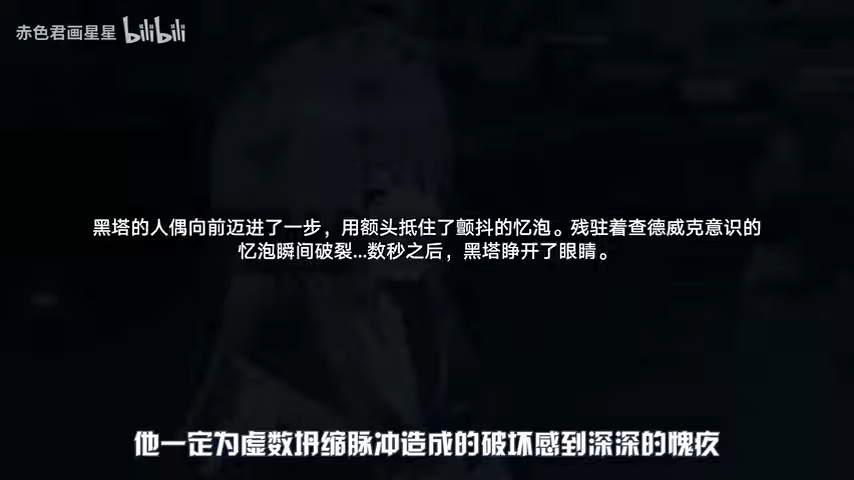 赤色君画星星 bilibili
黑塔的人偶向前迈进了一步，用额头抵住了颤抖的忆泡。残驻着查德威克意识的
忆泡瞬间破裂...数秒之后，黑塔睁开了眼睛。
他一定为虚数坍缩脉冲造成的破坏感到深深的愧疚